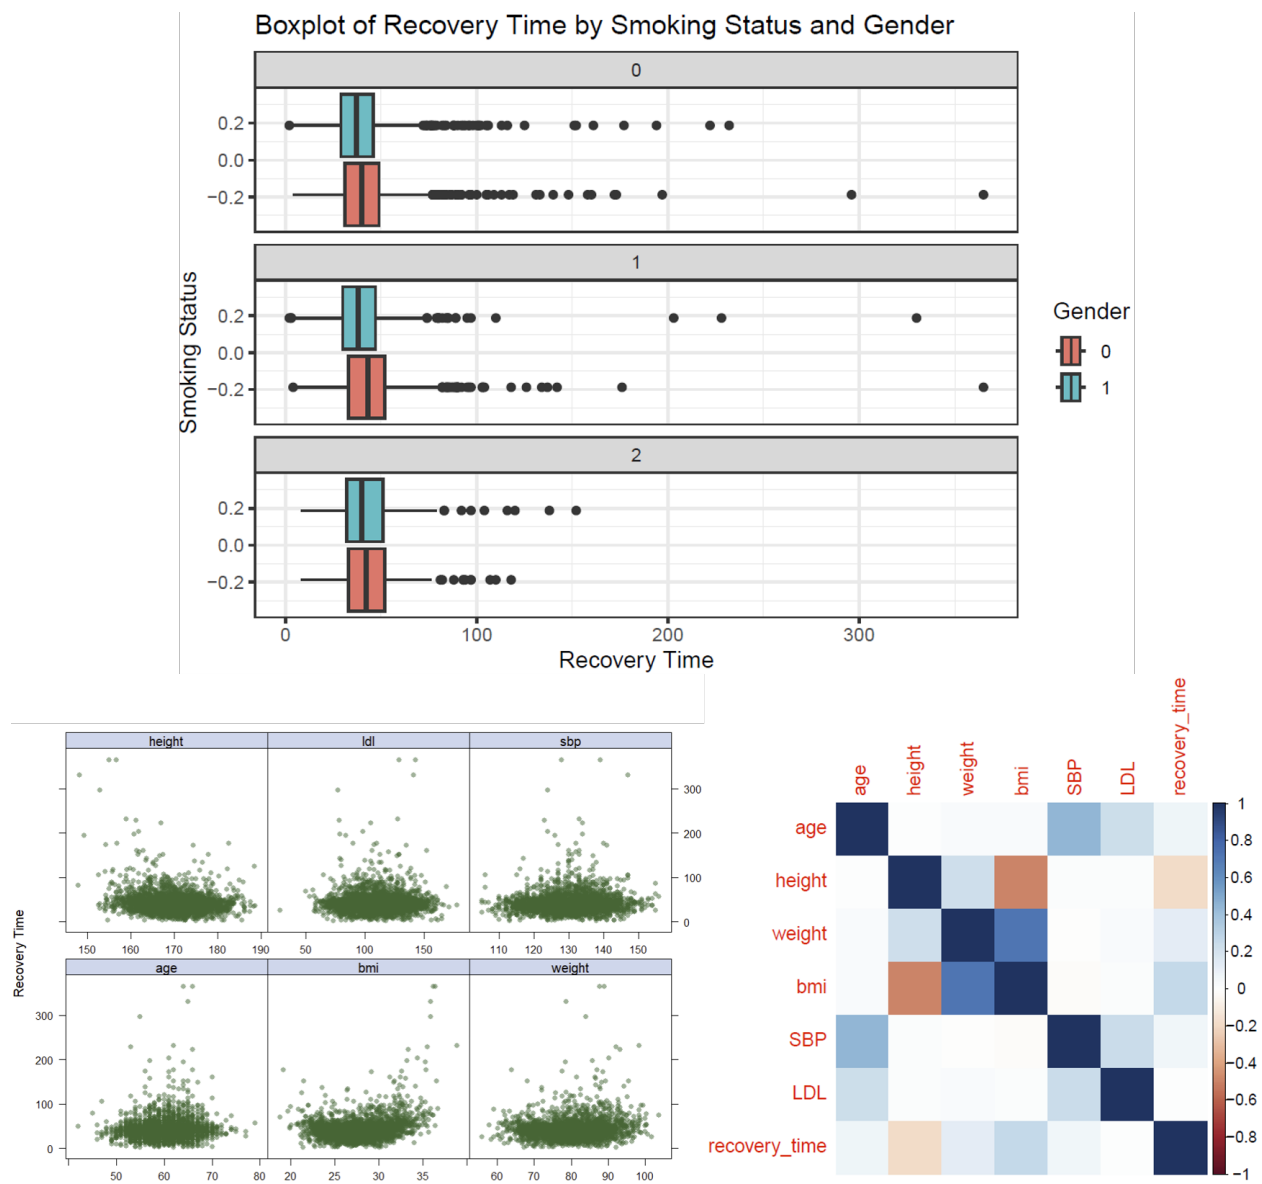 Boxplot of Recovery Time by Smoking Status and Gender
0
0.2
0.0
−0.2
1
0.2
0.0
−0.2
2
0.2
0.0
−0.2
0 100 200 300
Recovery Time
Smoking Status
Gender
0
1
height ldl sbp
300
200
100
0
150 160 170 180 190 50 100 150 110 120 130 140 150
age bmi weight
300
200
100
0
50 60 70 80 20 25 30 35 60 70 80 90 100
Recovery Time
age height weight bmi SBP LDL recovery_time
age
height
weight
bmi
SBP
LDL
recovery_time
1
0.8
0.6
0.4
0.2
0
−0.2
−0.4
−0.6
−0.8
−1